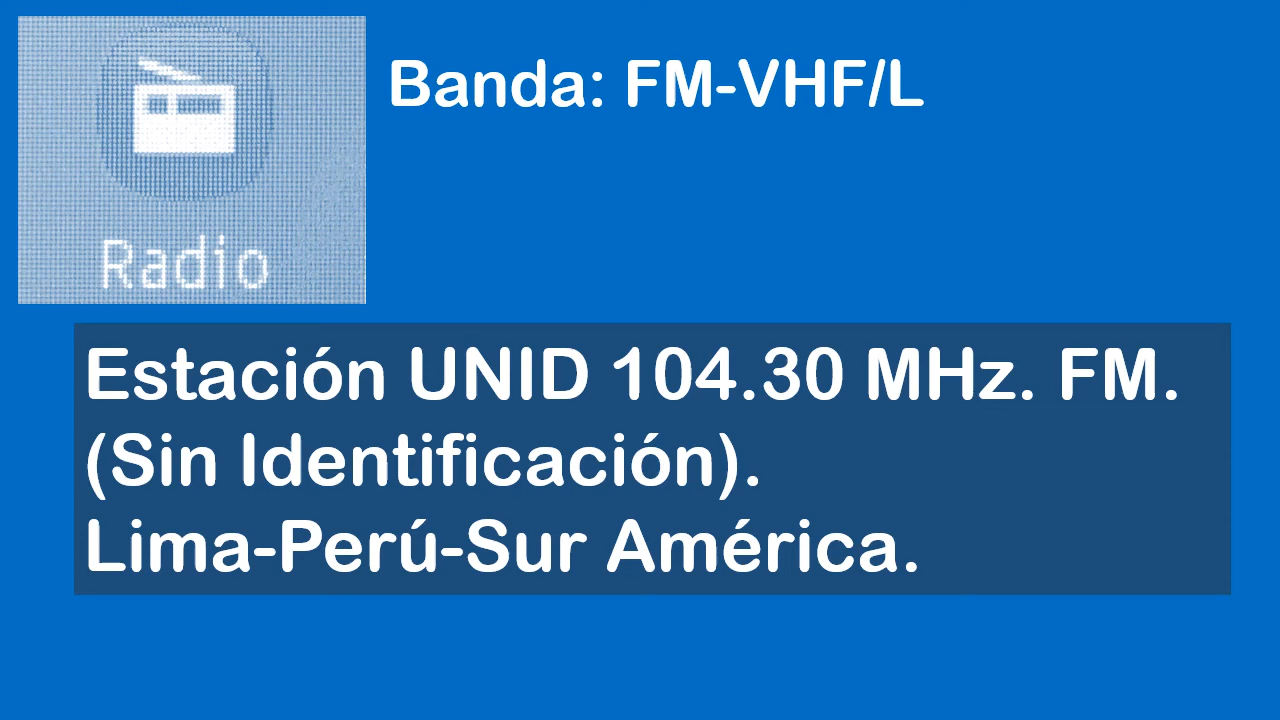 Banda: FM-VHF/L
Radio
Estación UNID 104.30 MHz. FM.
(Sin Identificación).
Lima-Perú-Sur América.